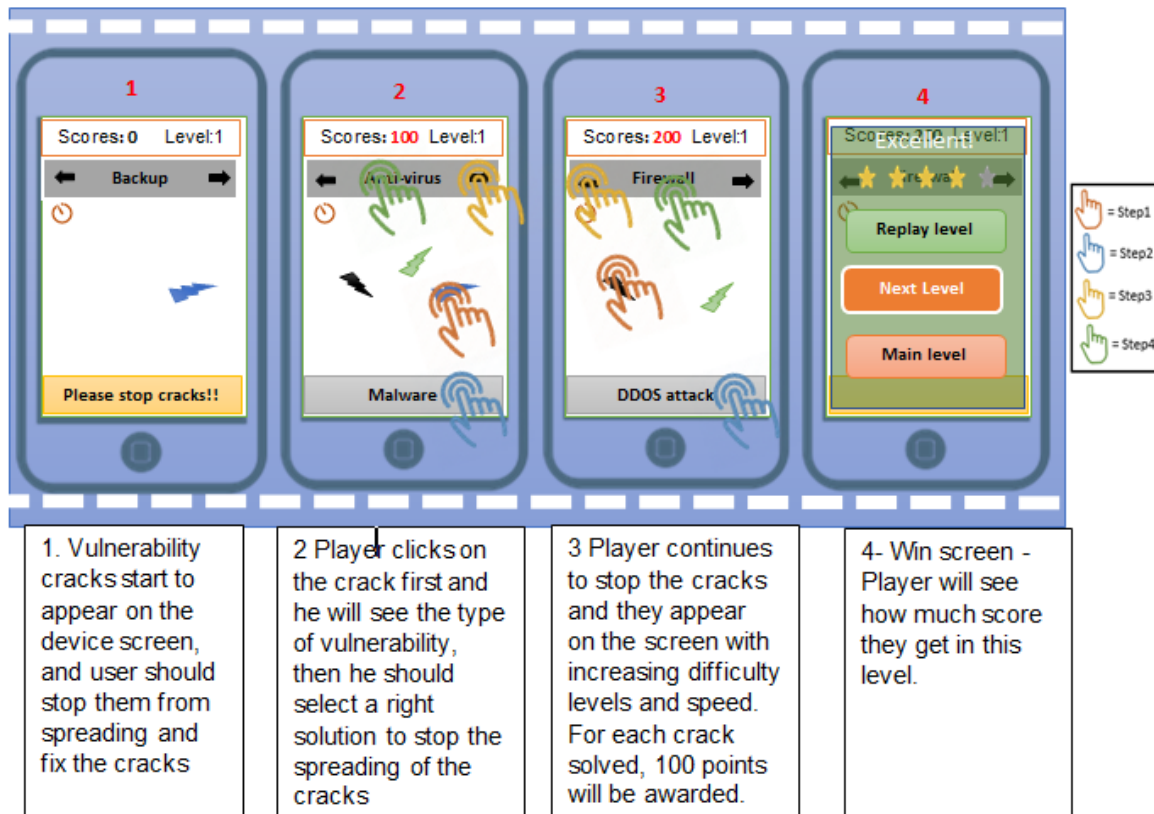 1
2
3
4
Scores: 0 Level:1
Backup
Please stop cracks!!
Scores: 100 Level:1
Anti-virus
Malware
Scores: 200 Level:1
Firewall
DDOS attack
Level:1
Excellent!
Replay level
Next Level
Main level
= Step1
= Step2
= Step3
= Step4
1. Vulnerability
cracks start to
appear on the
device screen,
and user should
stop them from
spreading and
fix the cracks
2 Player clicks on
the crack first and
he will see the type
of vulnerability,
then he should
select a right
solution to stop the
spreading of the
cracks
3 Player continues
to stop the cracks
and they appear
on the screen with
increasing difficulty
levels and speed.
For each crack
solved, 100 points
will be awarded.
4- Win screen -
Player will see
how much score
they get in this
level.